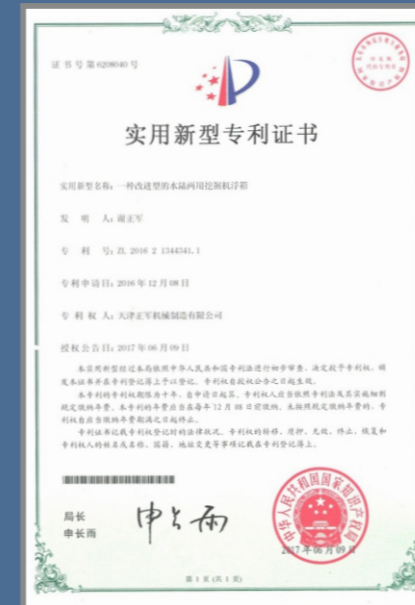 证书号第6208040号
实用新型专利证书
实用新型名称：一种改进型的水陆两用挖掘机浮箱
发 明 人：谢正军
专 利 号：ZL 2016 2 1344341.1
专利申请日：2016年12月08日
专 利 权 人：天津正军机械制造有限公司
授权公告日：2017年06月09日
本实用新型经过本局依照中华人民共和国专利法进行初步审查，决定授予专利权，颁
发本证书并在专利登记簿上予以登记。专利权自授权公告之日起生效。
本专利的专利权期限为十年，自申请日起算。专利权人应当依照专利法及其实施细则
规定缴纳年费。本专利的年费应当在每年12月08日前缴纳。未按照规定缴纳年费的，专
利权自应当缴纳年费期满之日起终止。
专利证书记载专利权登记时的法律状况。专利权的转移、质押、无效、终止、恢复和
专利权人的姓名或名称、国籍、地址变更等事项记载在专利登记簿上。
局长
申长雨
申长雨
中华人民共和国国家知识产权局
2017年06月09日
第1页(共1页)